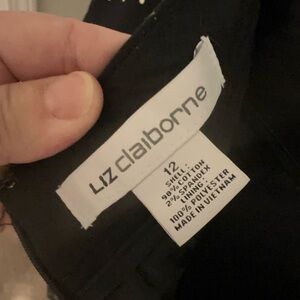 LIZ claiborne
12
SHELL:
98% COTTON
2% SPANDEX
LINING:
100% POLYESTER
MADE IN VIETNAM